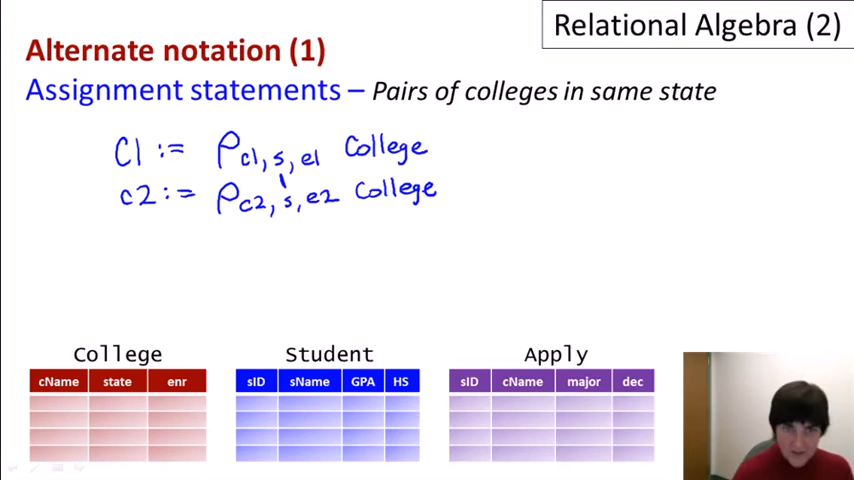 Relational Algebra (2)
Alternate notation (1)
Assignment statements – Pairs of colleges in same state
C1 := ρc1, s, e1 College
c2 := ρc2, s, e2 College
College
Student
Apply
cName state enr
sID sName GPA HS
sID cName major dec